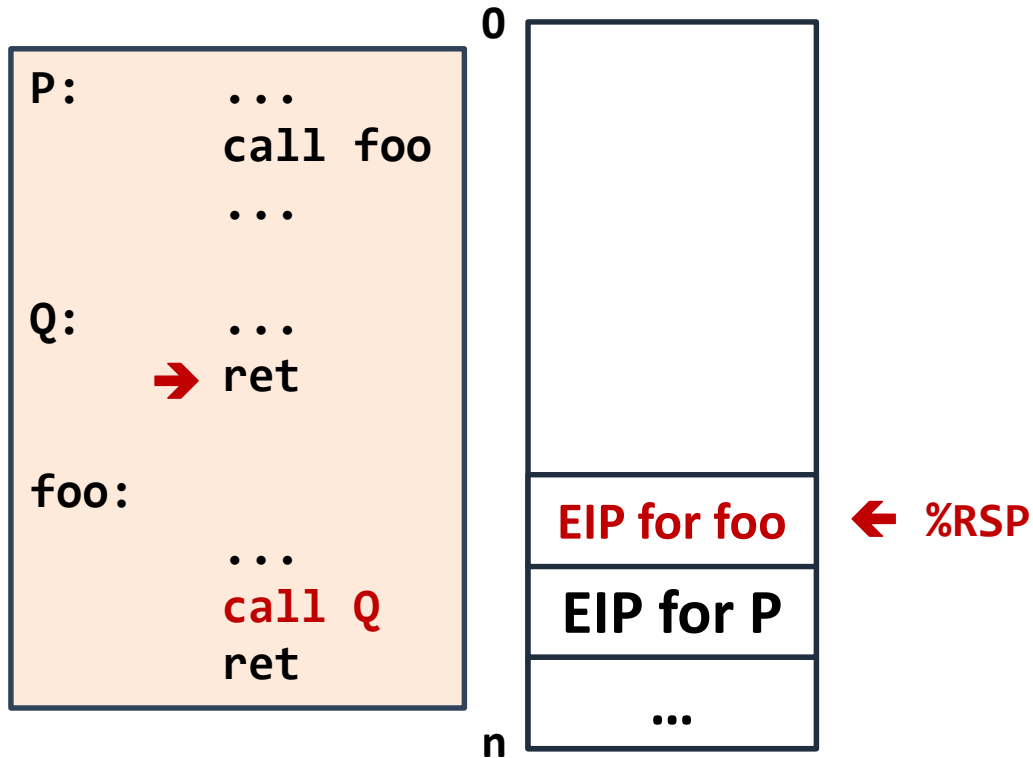 P: ...
call foo
...
Q: ...
ret
foo:
...
call Q
ret
0
EIP for foo
%RSP
EIP for P
...
n